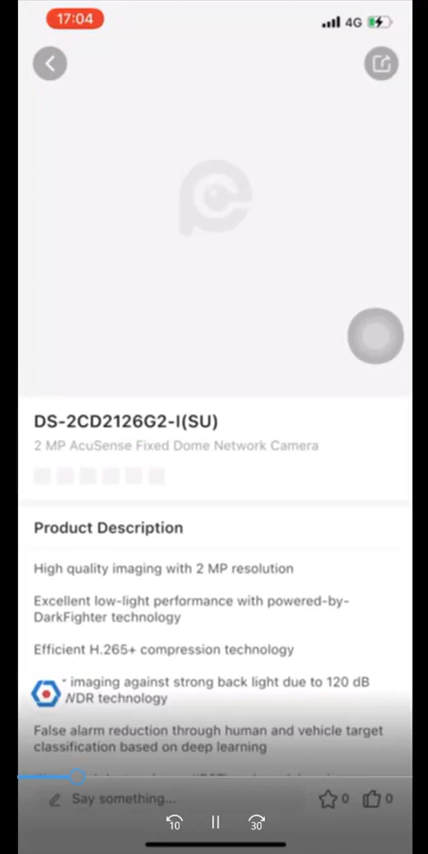 17:04
4G
DS-2CD2126G2-I(SU)
2 MP AcuSense Fixed Dome Network Camera
Product Description
High quality imaging with 2 MP resolution
Excellent low-light performance with powered-by-
DarkFighter technology
Efficient H.265+ compression technology
imaging against strong back light due to 120 dB
WDR technology
False alarm reduction through human and vehicle target
classification based on deep learning
Say something...
0
0
10
30